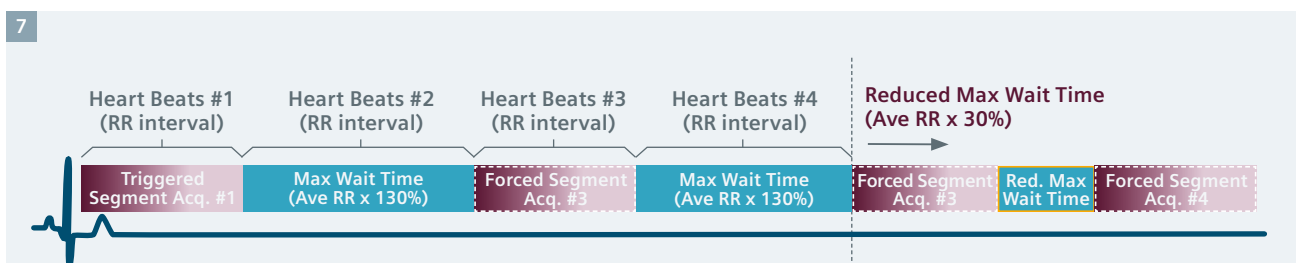 7
Heart Beats #1
(RR interval)
Heart Beats #2
(RR interval)
Heart Beats #3
(RR interval)
Heart Beats #4
(RR interval)
Reduced Max Wait Time
(Ave RR x 30%)
Triggered
Segment Acq. #1
Max Wait Time
(Ave RR x 130%)
Forced Segment
Acq. #3
Max Wait Time
(Ave RR x 130%)
Forced Segment
Acq. #3
Red. Max
Wait Time
Forced Segment
Acq. #4